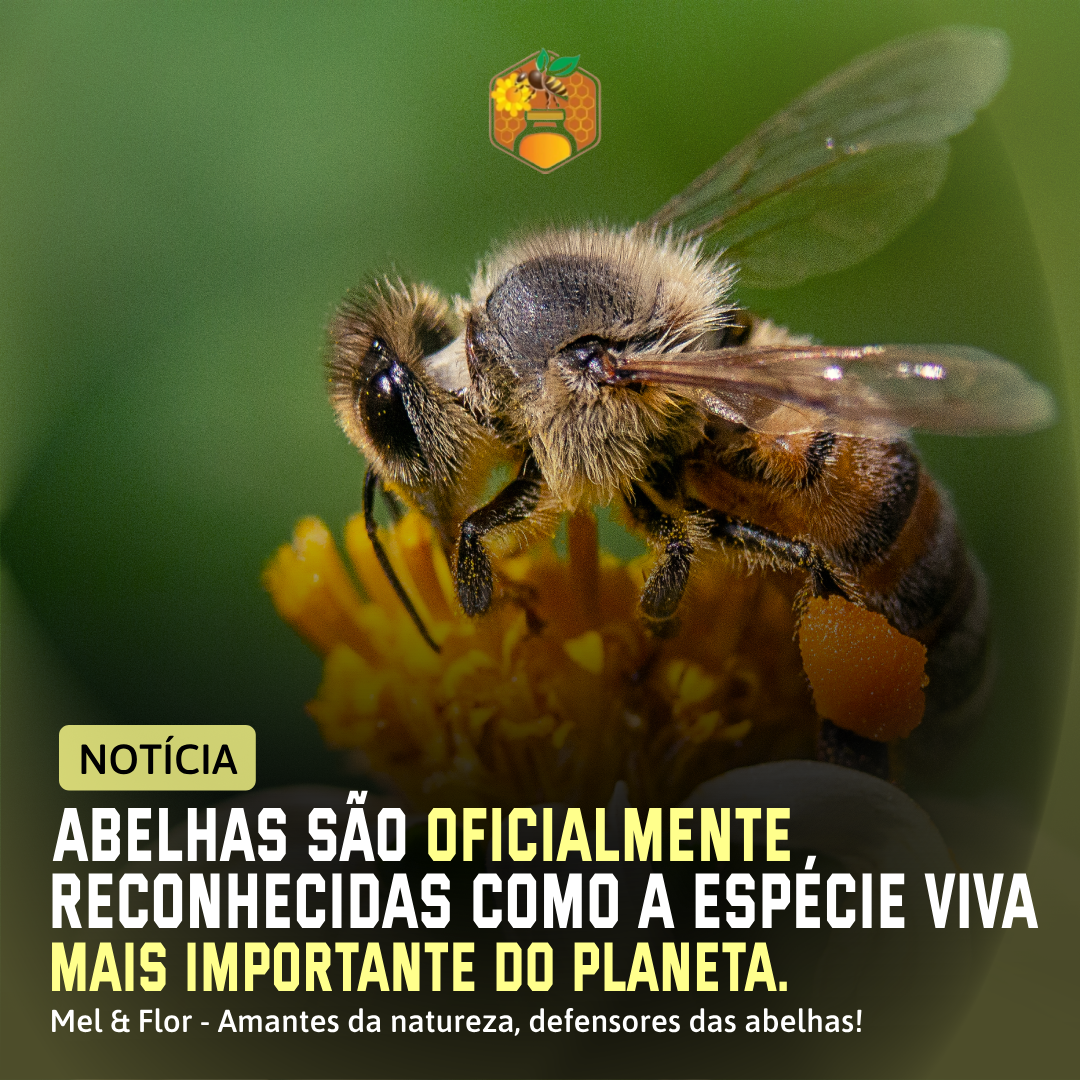 NOTÍCIA
ABELHAS SÃO OFICIALMENTE
RECONHECIDAS COMO A ESPÉCIE VIVA
MAIS IMPORTANTE DO PLANETA.
Mel & Flor - Amantes da natureza, defensores das abelhas!